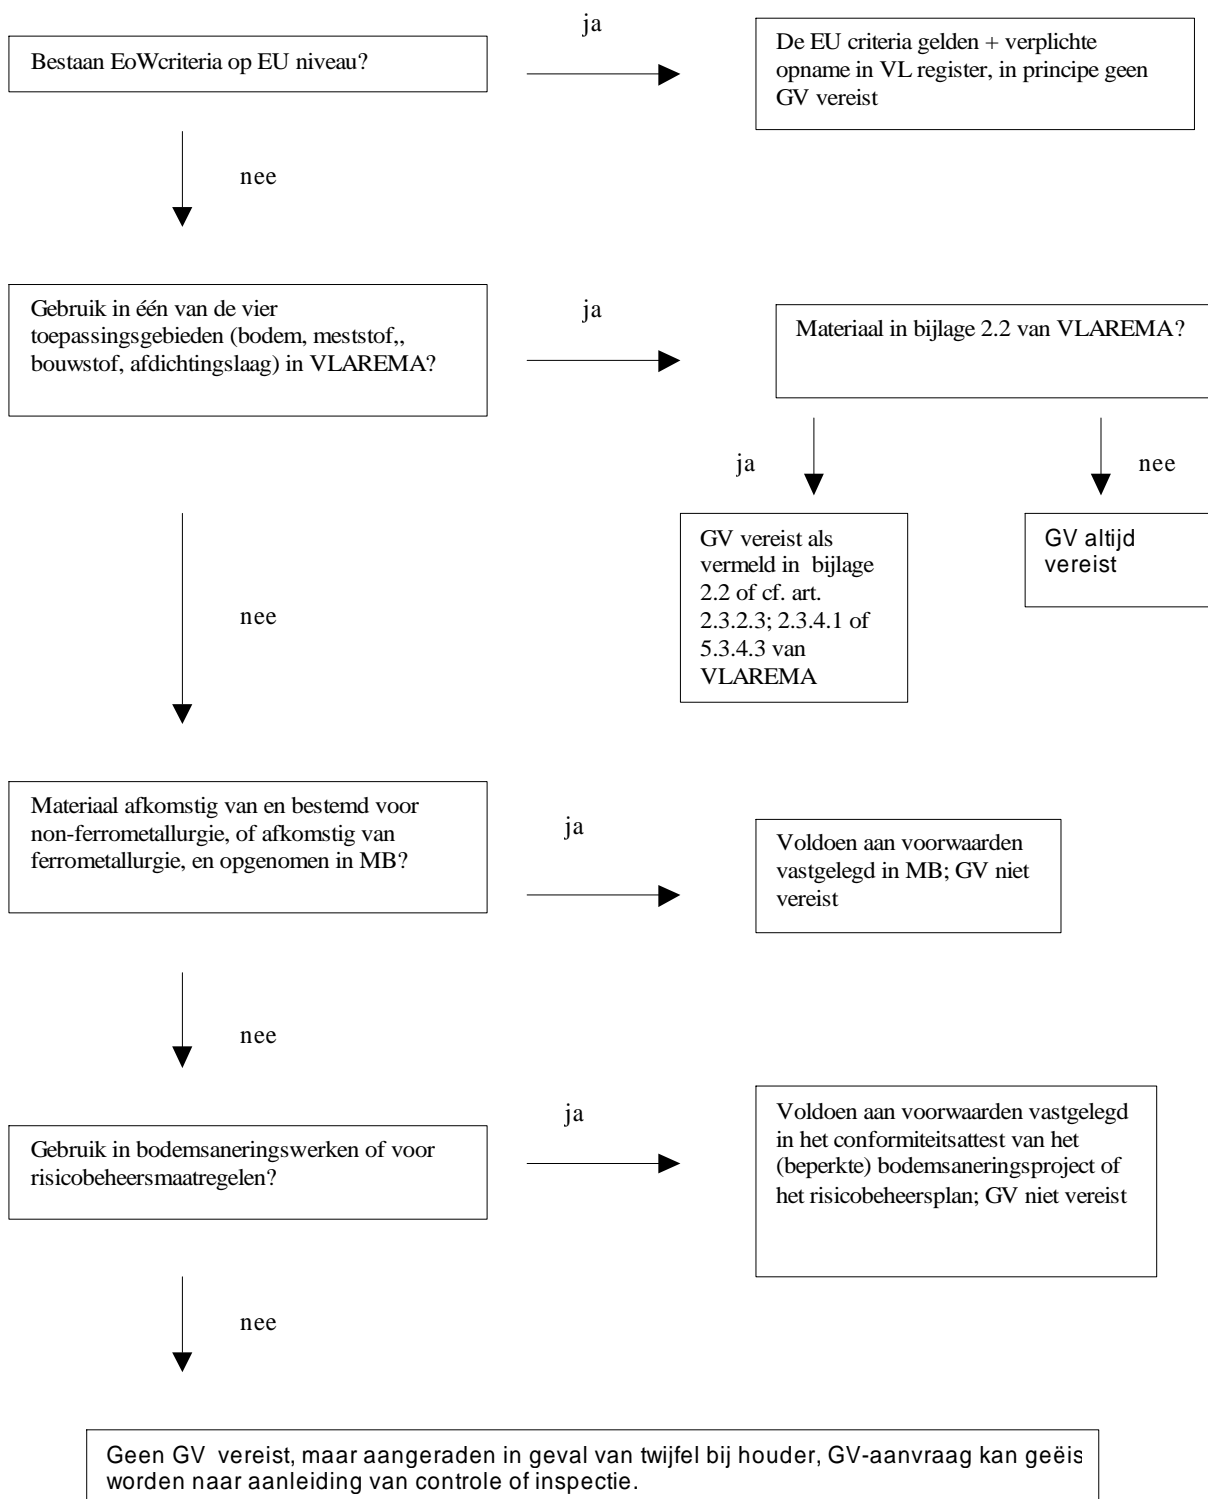 ja
Bestaan EoWcriteria op EU niveau?
De EU criteria gelden + verplichte
opname in VL register, in principe geen
GV vereist
nee
Gebruik in één van de vier
toepassingsgebieden (bodem, meststof,,
bouwstof, afdichtingslaag) in VLAREMA?
ja
Materiaal in bijlage 2.2 van VLAREMA?
ja
nee
GV vereist als
vermeld in bijlage
2.2 of cf. art.
2.3.2.3; 2.3.4.1 of
5.3.4.3 van
VLAREMA
GV altijd
vereist
nee
Materiaal afkomstig van en bestemd voor
non-ferrometallurgie, of afkomstig van
ferrometallurgie, en opgenomen in MB?
ja
Voldoen aan voorwaarden
vastgelegd in MB; GV niet
vereist
nee
Gebruik in bodemsaneringswerken of voor
risicobeheersmaatregelen?
ja
Voldoen aan voorwaarden vastgelegd
in het conformiteitsattest van het
(beperkte) bodemsaneringsproject of
het risicobeheersplan; GV niet vereist
nee
Geen GV vereist, maar aangeraden in geval van twijfel bij houder, GV-aanvraag kan geëis
worden naar aanleiding van controle of inspectie.